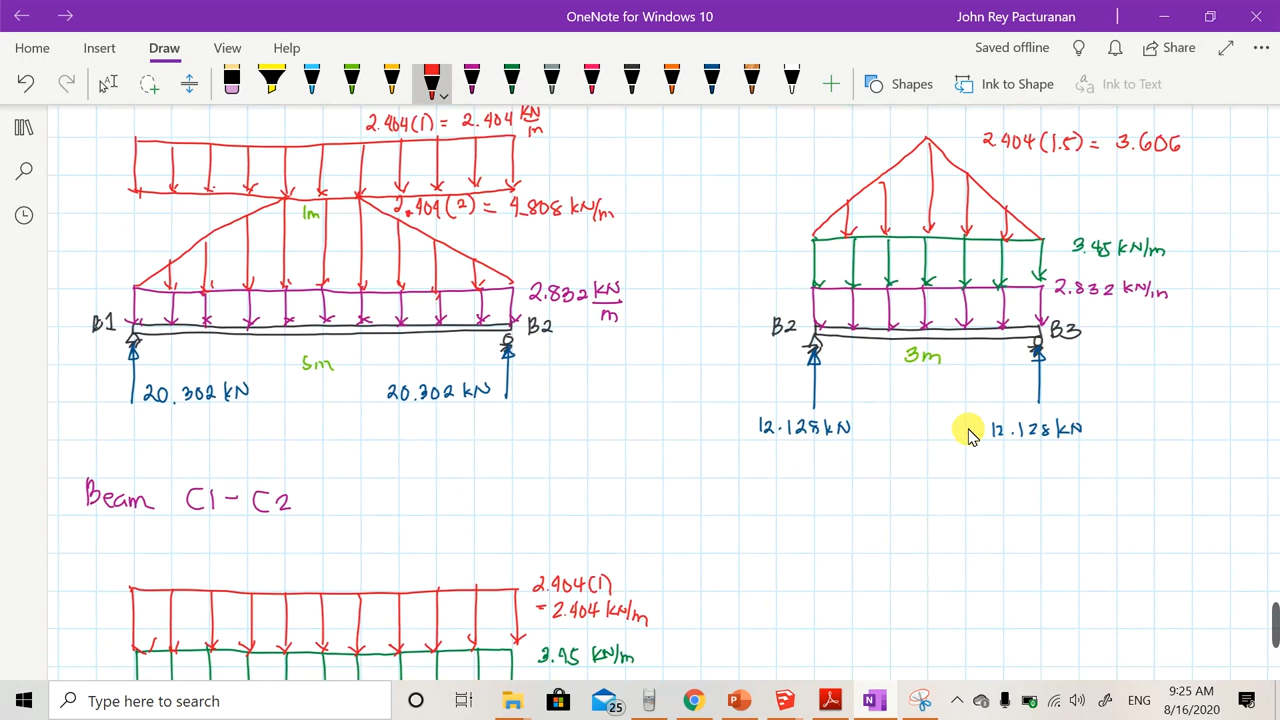 OneNote for Windows 10
John Rey Pacturanan
Home Insert Draw View Help
Saved offline
Share
Shapes
Ink to Shape
Ink to Text
2.404(1) = 2.404 KN/m
2.404(2) = 4.808 KN/m
1m
2.832 KN/m
B1
B2
5m
20.302 KN
20.302 KN
2.404(1.5) = 3.606
3.45 KN/m
2.832 KN/m
B2
B3
3m
12.128KN
12.128KN
Beam C1 - C2
2.404(1)
= 2.404 KN/m
3.45 KN/m
Type here to search
25
ENG
9:25 AM
8/16/2020